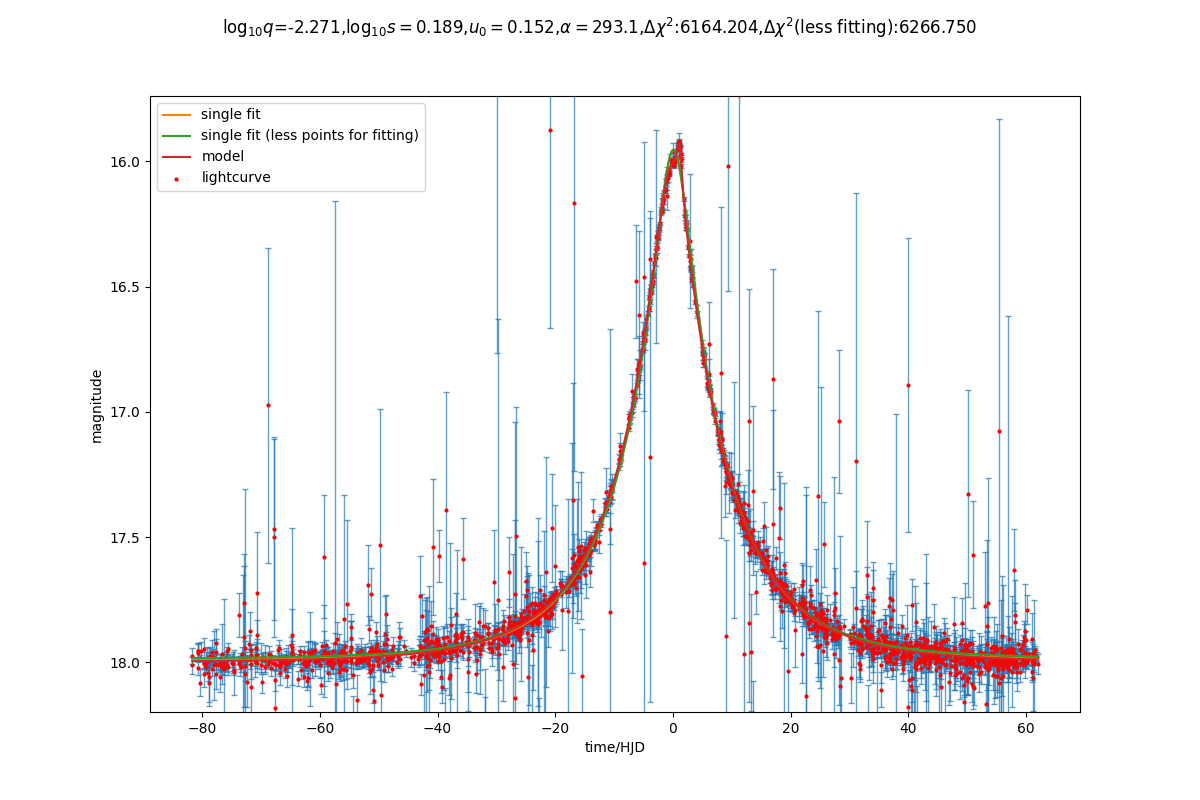 log₁₀q=-2.271,log₁₀s = 0.189,u₀ = 0.152,α = 293.1,Δχ²:6164.204,Δχ²(less fitting):6266.750
single fit
single fit (less points for fitting)
model
lightcurve
16.0
16.5
17.0
17.5
18.0
magnitude
−80
−60
−40
−20
0
20
40
60
time/HJD